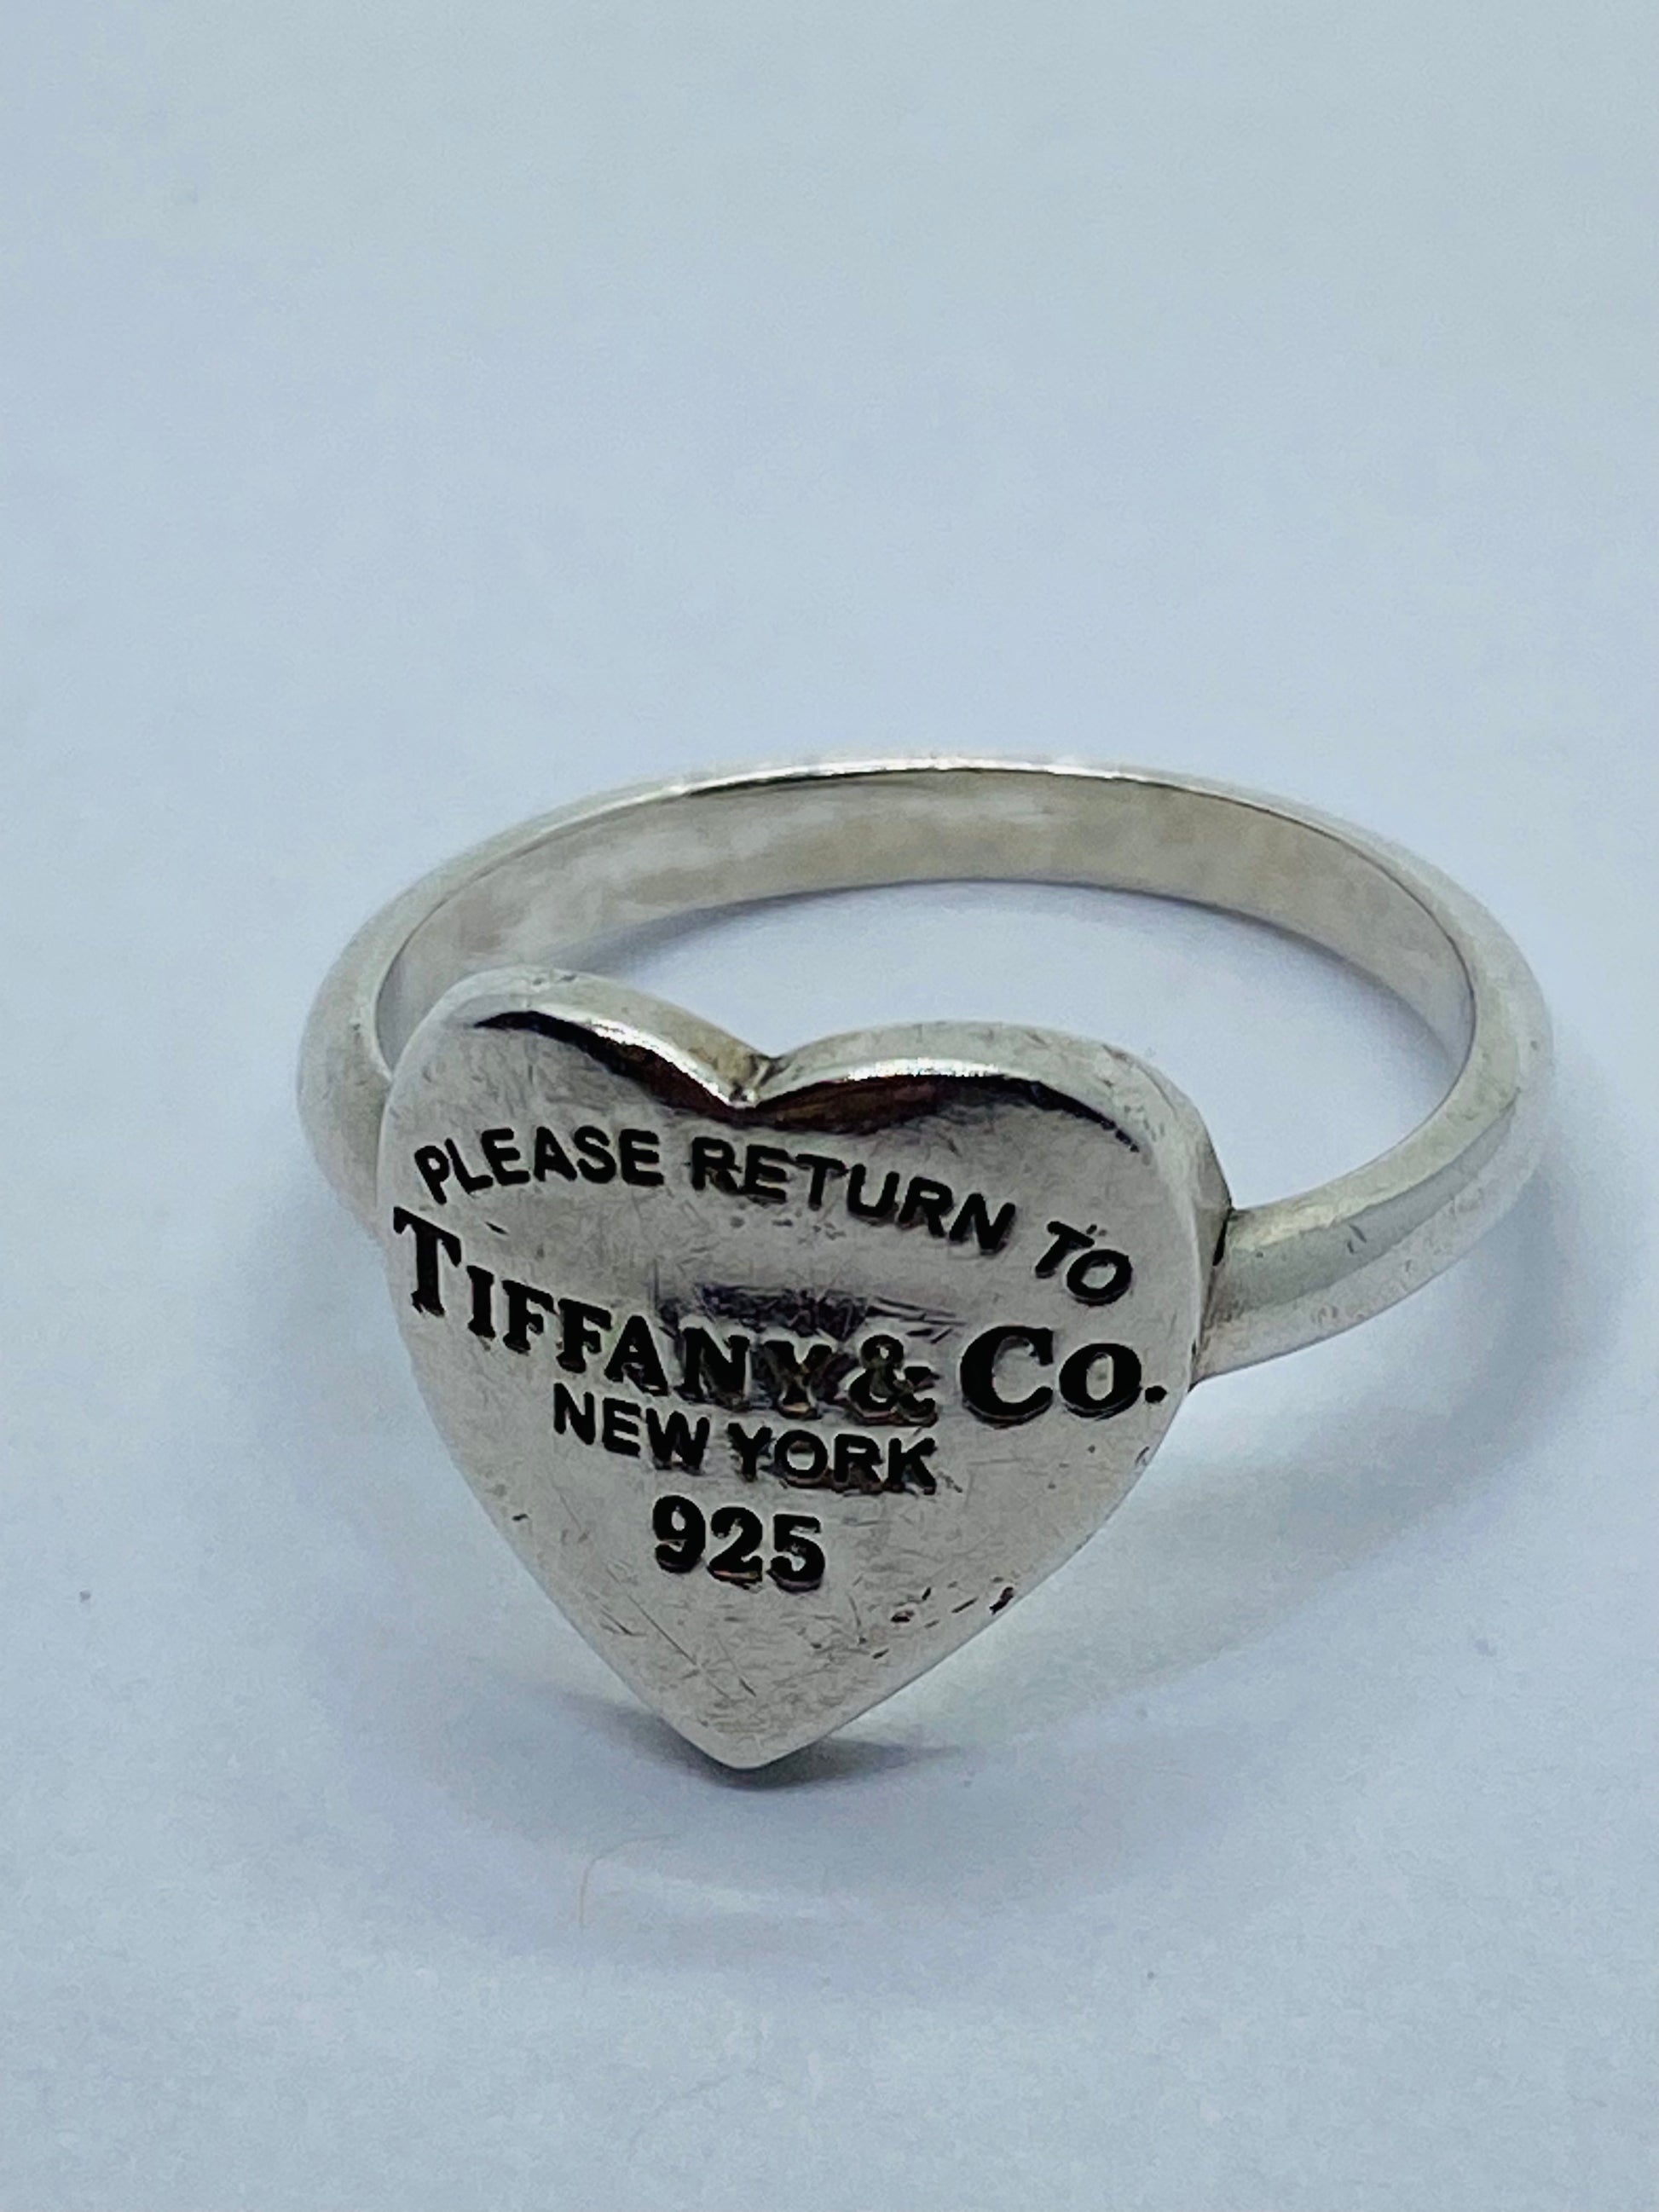 PLEASE RETURN TO
TIFFANY & CO.
NEW YORK
925